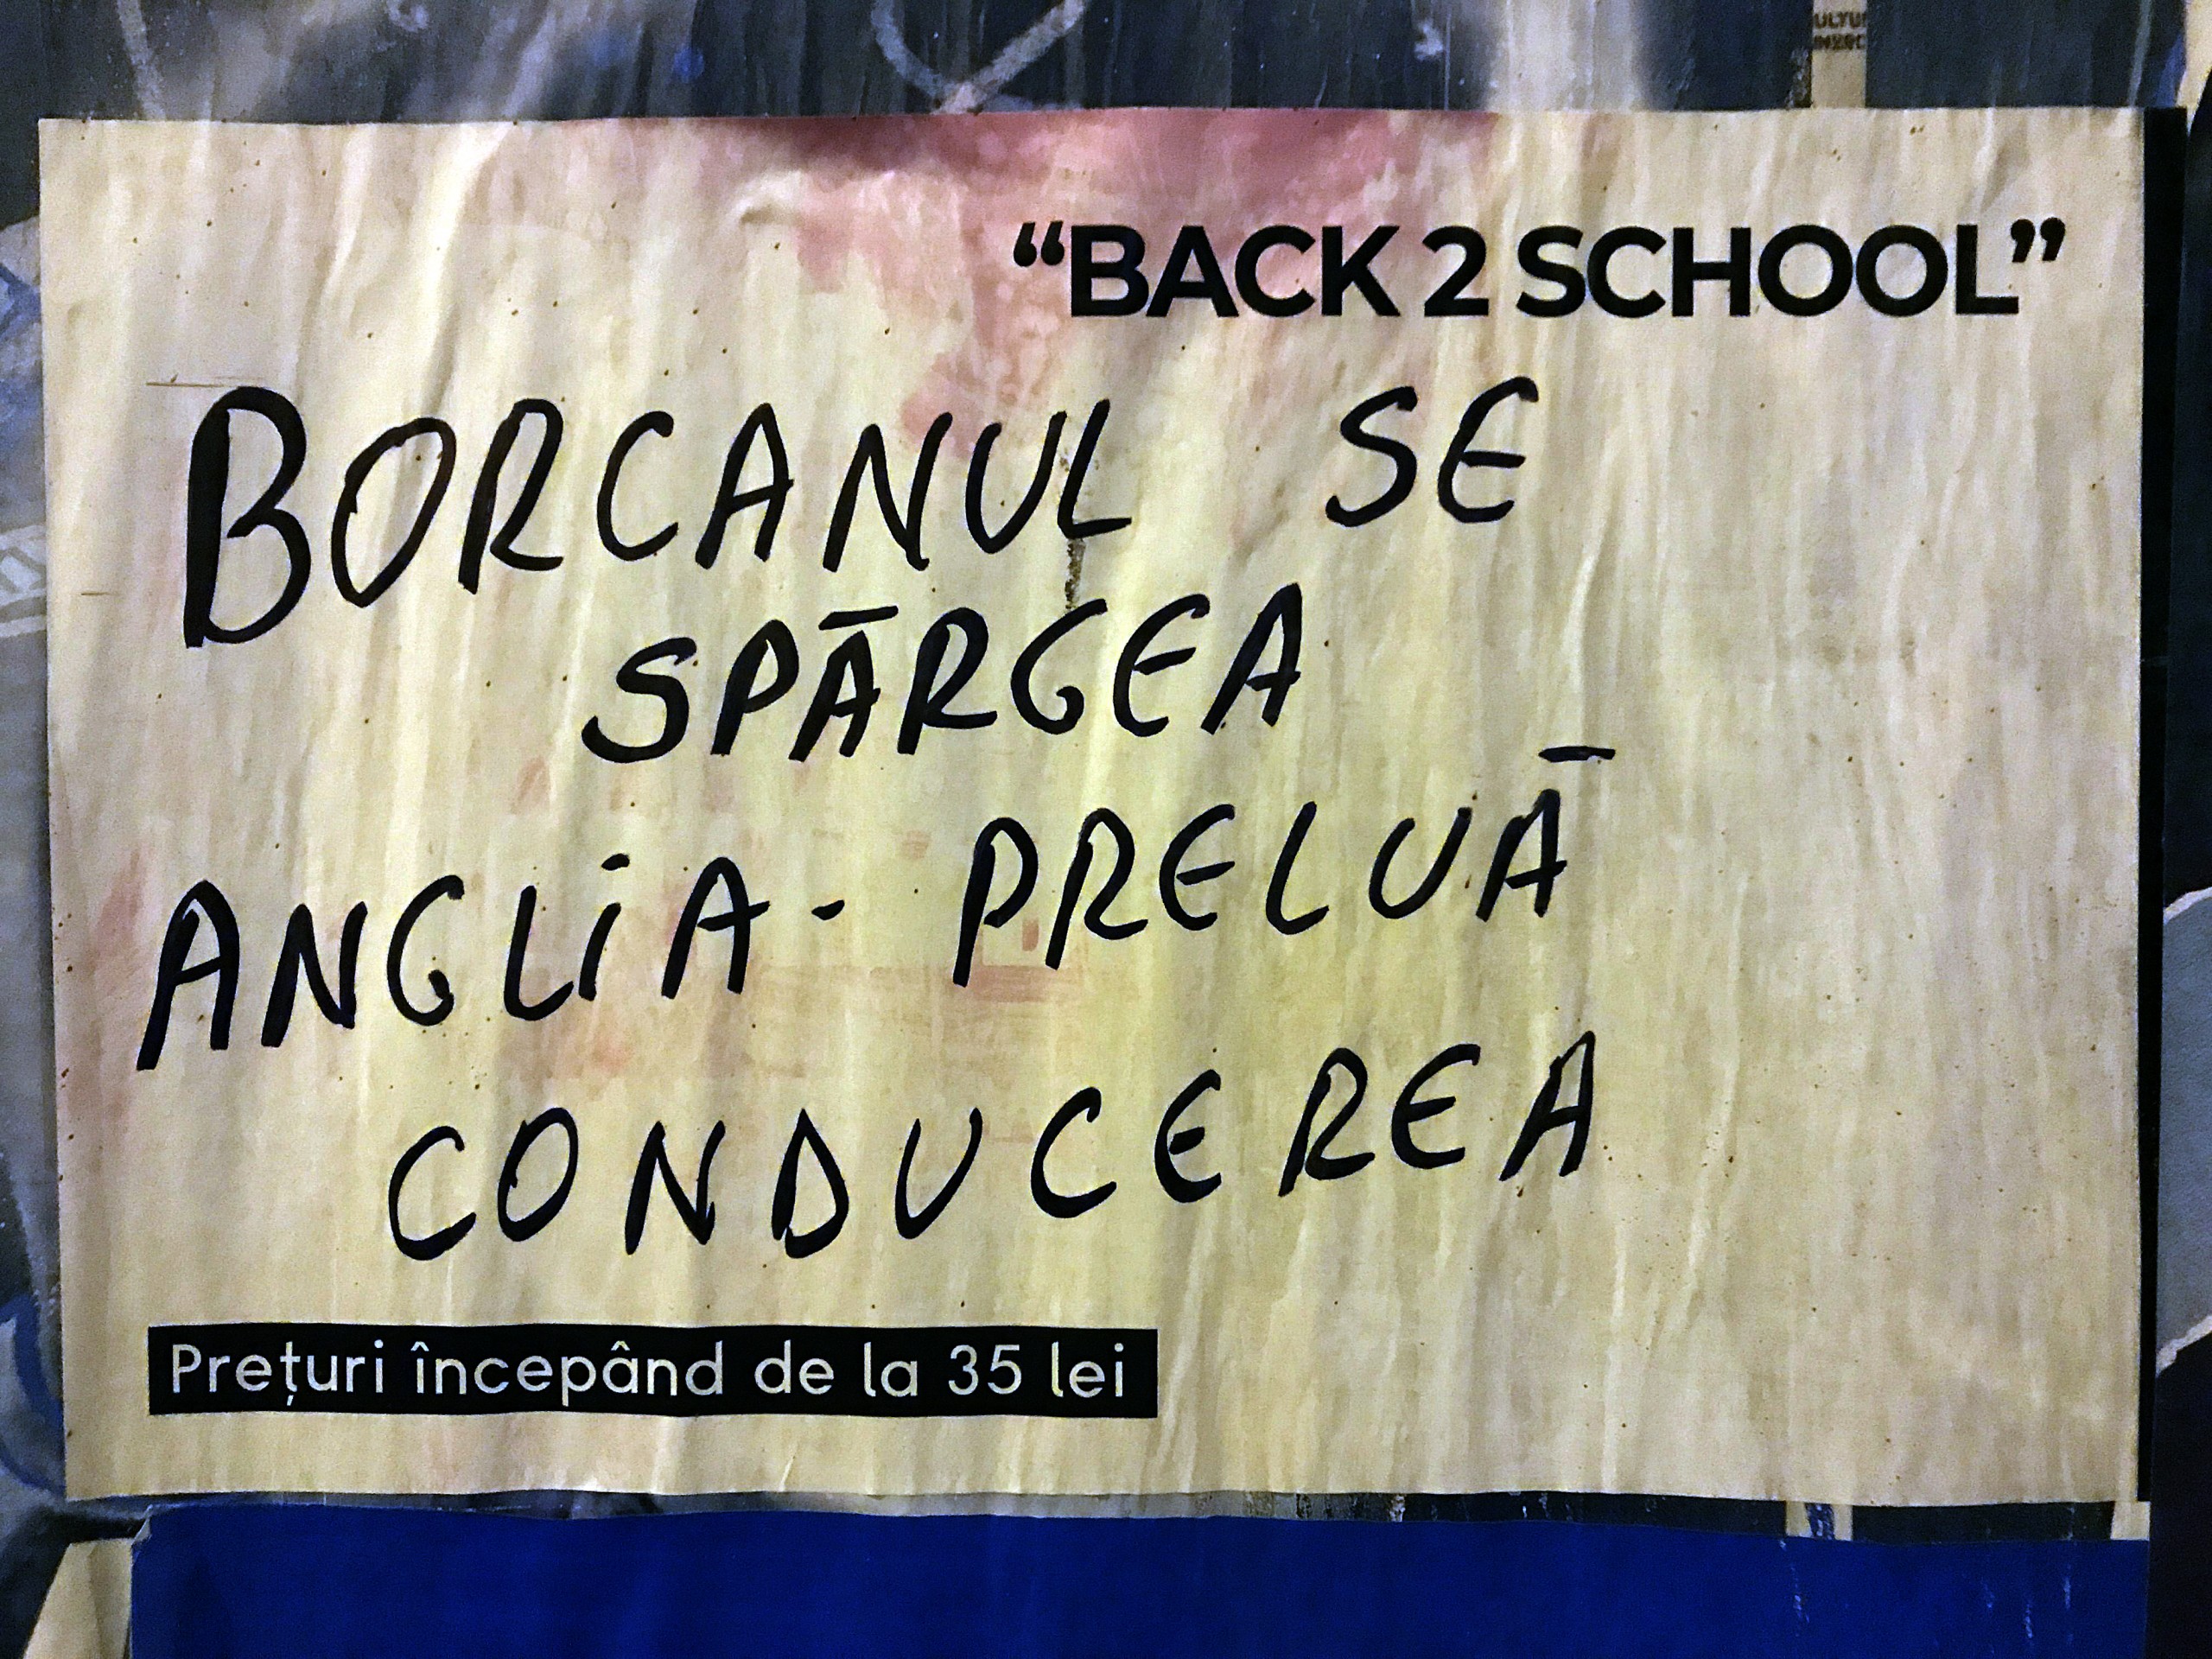 “BACK 2 SCHOOL”
BORCANUL SE
SPĀRGEA
ANGLiA- PRELUĀ
CONDUCEREA
Prețuri începând de la 35 lei